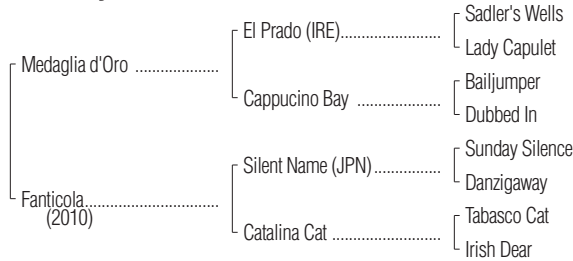 Sadler's Wells
El Prado (IRE)..................
Lady Capulet
Medaglia d'Oro ...................
Bailjumper
Cappucino Bay ...................
Dubbed In
Sunday Silence
Silent Name (JPN)...............
Danzigaway
Fanticola..............................
(2010)
Tabasco Cat
Catalina Cat .........................
Irish Dear